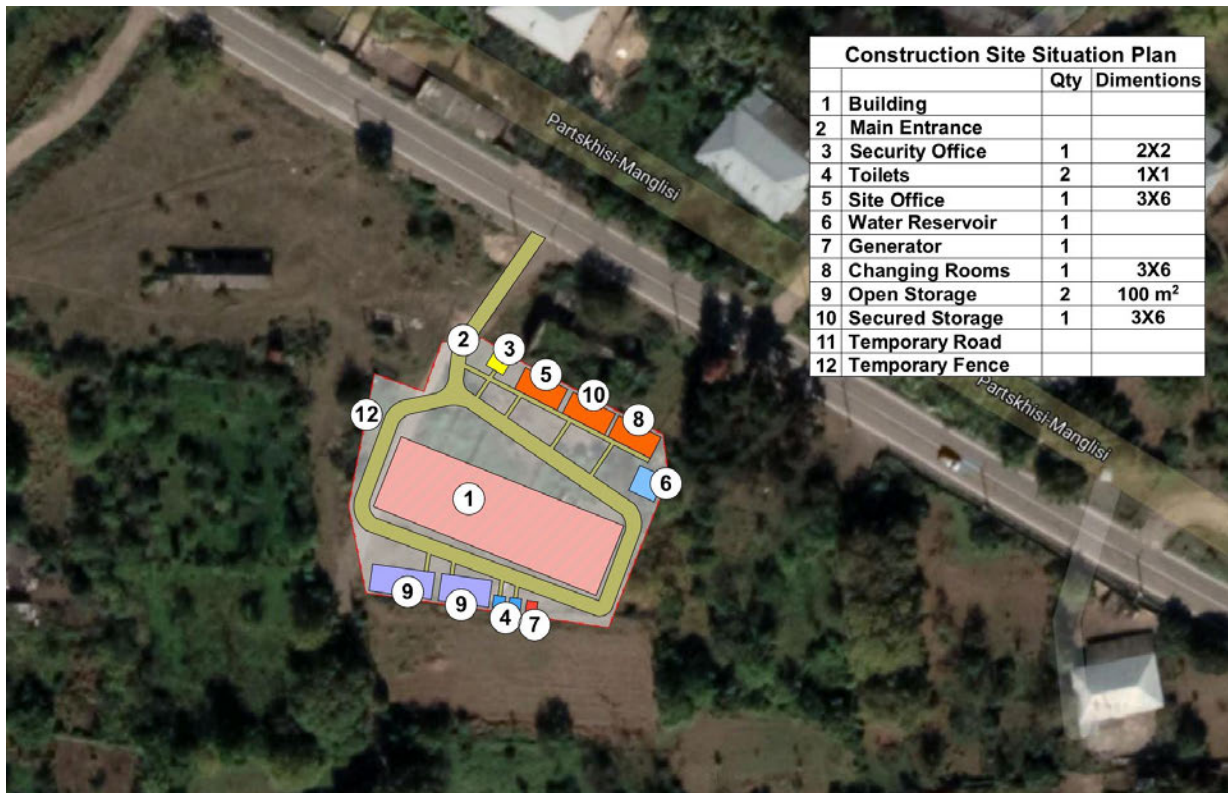 Construction Site Situation Plan
Qty Dimentions
1 Building
2 Main Entrance
3 Security Office 1 2X2
4 Toilets 2 1X1
5 Site Office 1 3X6
6 Water Reservoir 1
7 Generator 1
8 Changing Rooms 1 3X6
9 Open Storage 2 100 m²
10 Secured Storage 1 3X6
11 Temporary Road
12 Temporary Fence
Partskhisi-Manglisi
Partskhisi-Manglisi
2
3
5
10
8
12
6
1
9
9
4
7